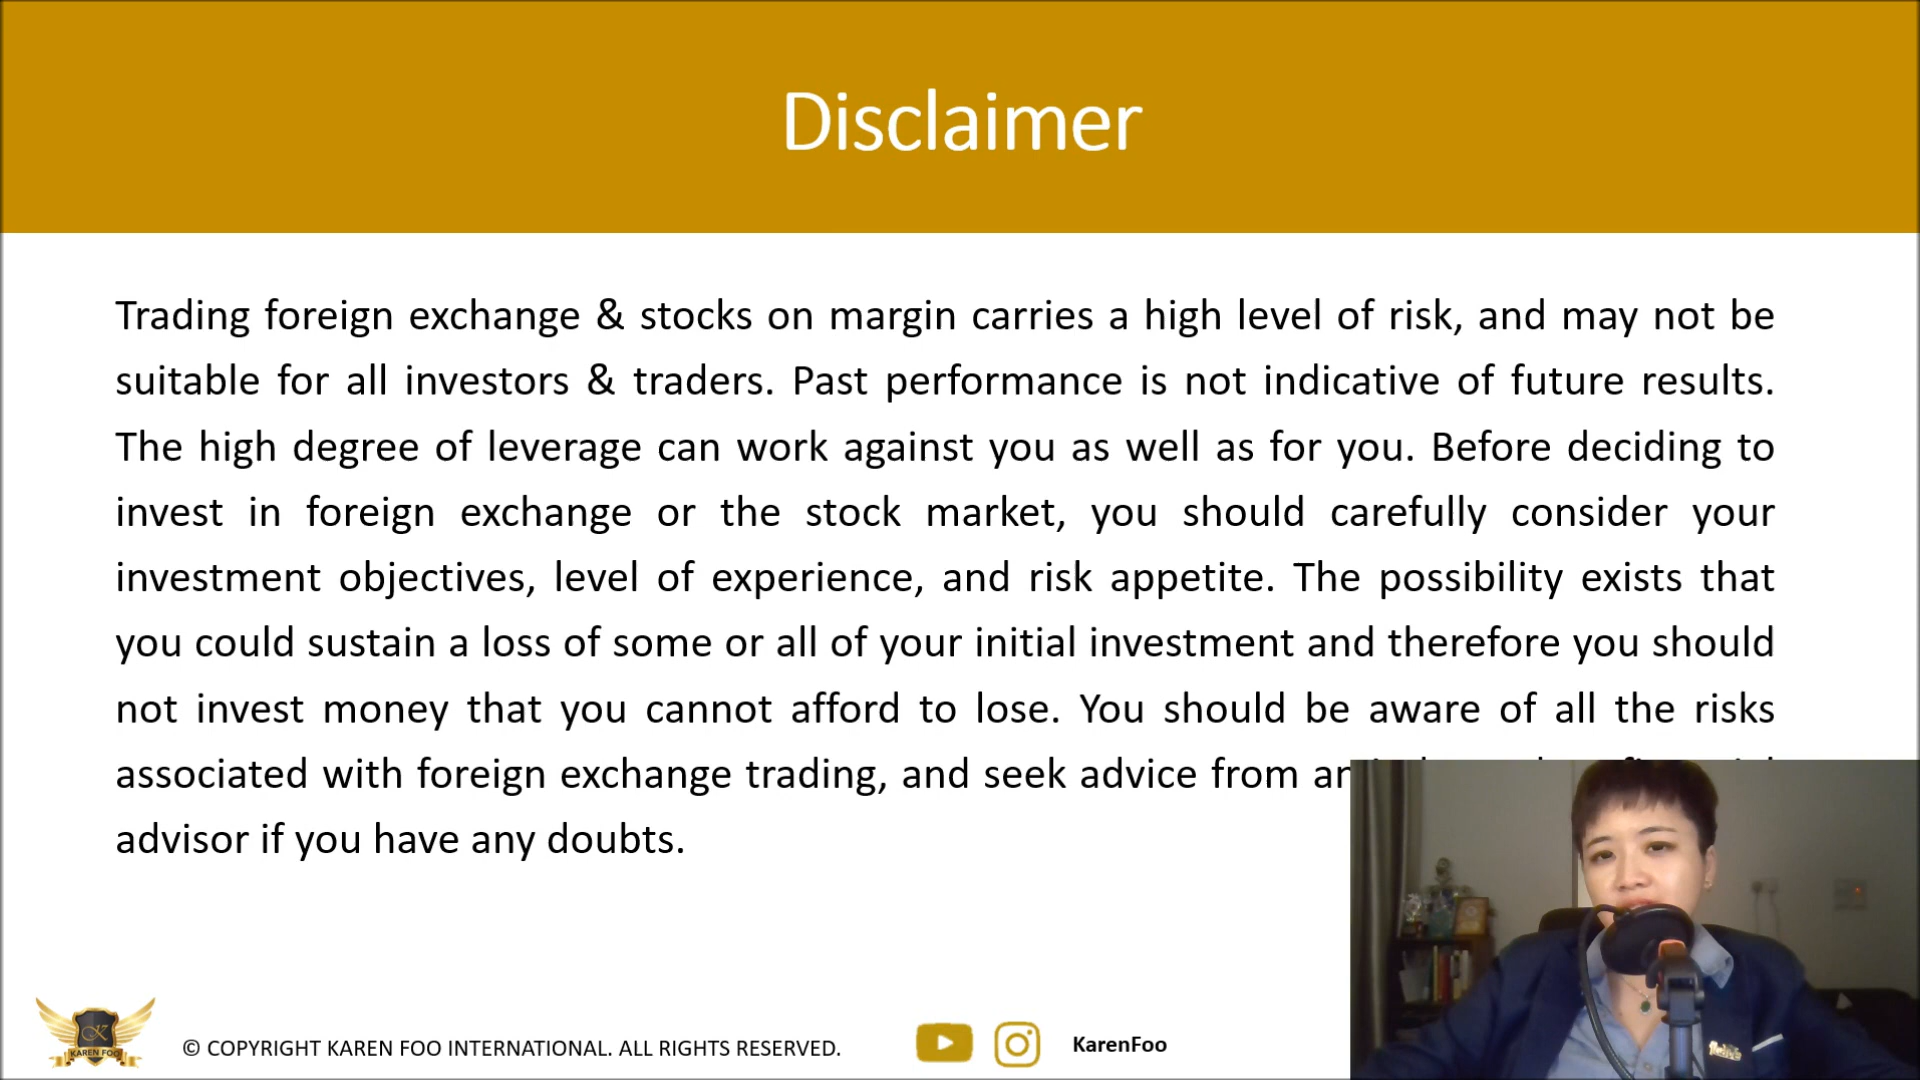 Disclaimer
Trading foreign exchange & stocks on margin carries a high level of risk, and may not be
suitable for all investors & traders. Past performance is not indicative of future results.
The high degree of leverage can work against you as well as for you. Before deciding to
invest in foreign exchange or the stock market, you should carefully consider your
investment objectives, level of experience, and risk appetite. The possibility exists that
you could sustain a loss of some or all of your initial investment and therefore you should
not invest money that you cannot afford to lose. You should be aware of all the risks
associated with foreign exchange trading, and seek advice from an
advisor if you have any doubts.
K
KAREN FOO
© COPYRIGHT KAREN FOO INTERNATIONAL. ALL RIGHTS RESERVED.
KarenFoo